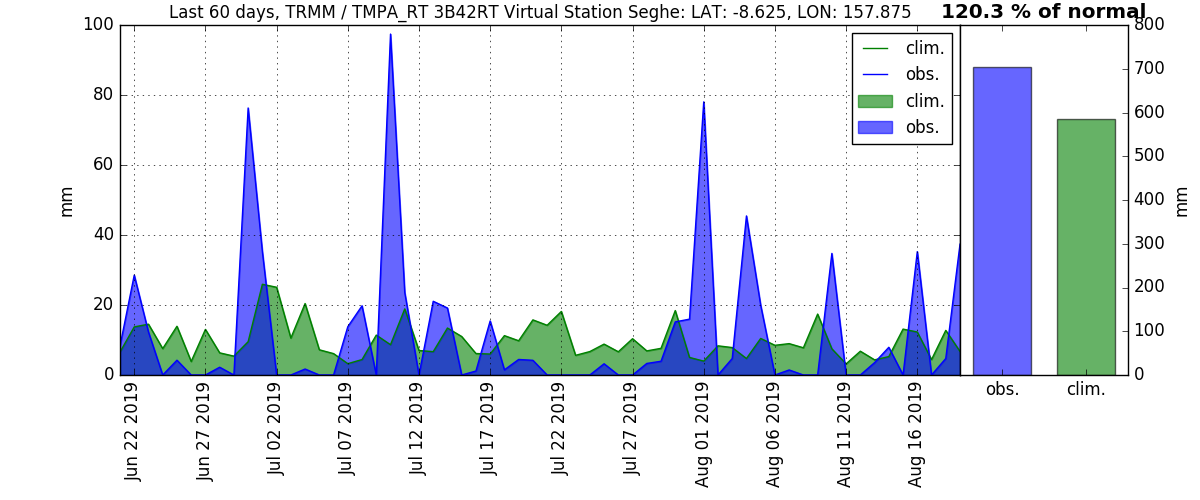 Last 60 days, TRMM / TMPA_RT 3B42RT Virtual Station Seghe: LAT: -8.625, LON: 157.875
120.3 % of normal
100
80
60
40
20
0
mm
clim.
obs.
clim.
obs.
Jun 22 2019
Jun 27 2019
Jul 02 2019
Jul 07 2019
Jul 12 2019
Jul 17 2019
Jul 22 2019
Jul 27 2019
Aug 01 2019
Aug 06 2019
Aug 11 2019
Aug 16 2019
800
700
600
500
400
300
200
100
0
mm
obs.
clim.